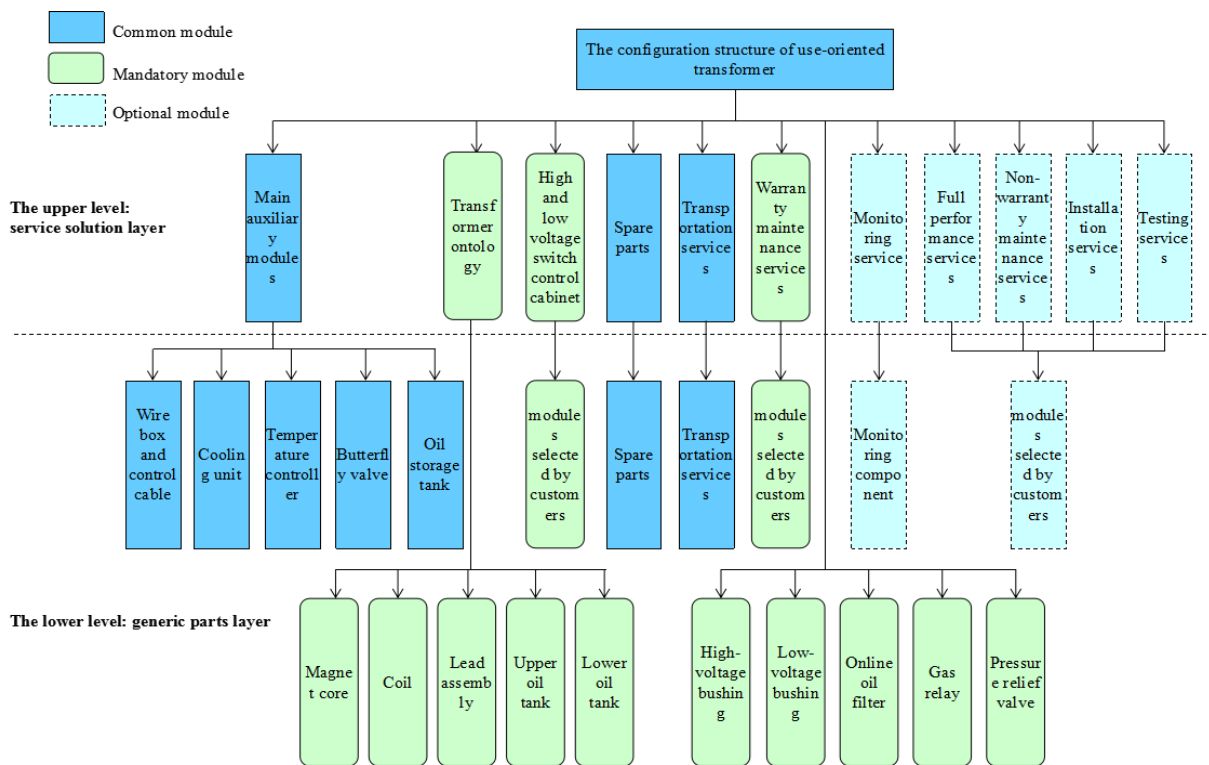 Common module
Mandatory module
Optional module
The configuration structure of use-oriented
transformer
The upper level:
service solution layer
Main
auxiliar
y
module
s
Transf
ormer
ontolo
gy
High
and
low
voltage
switch
control
cabinet
Spare
parts
Transp
ortation
service
s
Warran
ty
mainte
nance
service
s
Monito
ring
service
Full
perfor
mance
service
s
Non-
warrant
y
mainte
nance
services
Installa
tion
service
s
Testing
service
s
Wire
box and
control
cable
Coolin
g unit
Temper
ature
controll
er
Butterf
ly valve
Oil
storage
tank
module
s
selecte
d by
custom
ers
Spare
parts
Transp
ortation
service
s
module
s
selecte
d by
custom
ers
Monito
ring
compo
nent
module
s
selecte
d by
custom
ers
The lower level: generic parts layer
Magne
t core
Coil
Lead
assemb
ly
Upper
oil tank
Lower
oil tank
High-
voltage
bushin
g
Low-
voltage
bushin
g
Online
oil
filter
Gas
relay
Pressur
e relief
valve